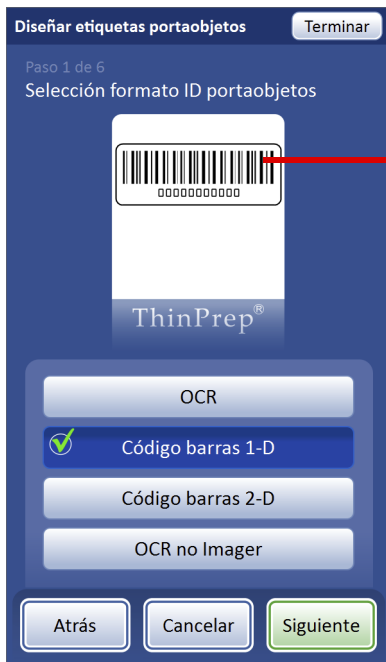 Diseñar etiquetas portaobjetos
Terminar
Paso 1 de 6
Selección formato ID portaobjetos
00000000000
ThinPrep®
OCR
Código barras 1-D
Código barras 2-D
OCR no Imager
Atrás
Cancelar
Siguiente